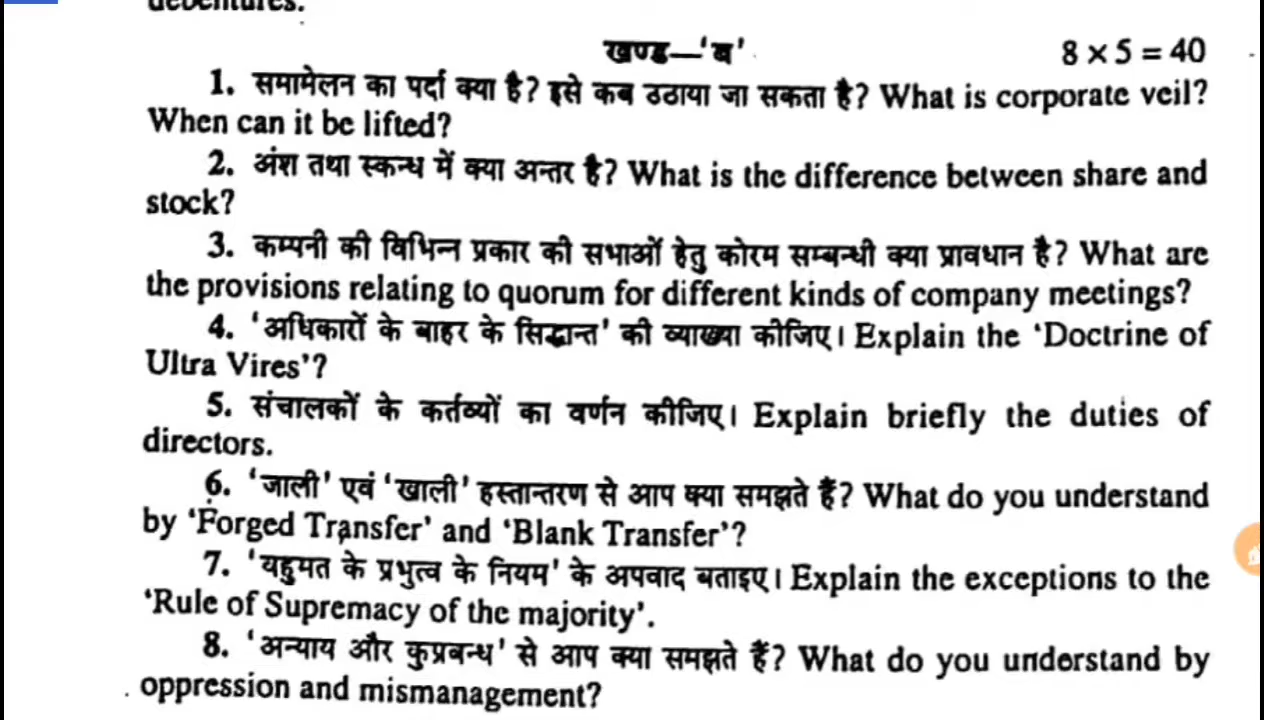 debentures.
खण्ड—'ब' 8 × 5 = 40
1. समामेलन का पर्दा क्या है? इसे कब उठाया जा सकता है? What is corporate veil?
When can it be lifted?
2. अंश तथा स्कन्ध में क्या अन्तर है? What is the difference between share and
stock?
3. कम्पनी की विभिन्न प्रकार की सभाओं हेतु कोरम सम्बन्धी क्या प्रावधान है? What are
the provisions relating to quorum for different kinds of company meetings?
4. 'अधिकारों के बाहर के सिद्धान्त' की व्याख्या कीजिए। Explain the 'Doctrine of
Ultra Vires'?
5. संचालकों के कर्तव्यों का वर्णन कीजिए। Explain briefly the duties of
directors.
6. 'जाली' एवं 'खाली' हस्तान्तरण से आप क्या समझते हैं? What do you understand
by 'Forged Transfer' and 'Blank Transfer'?
7. 'यहुमत के प्रभुत्व के नियम' के अपवाद बताइए। Explain the exceptions to the
'Rule of Supremacy of the majority'.
8. 'अन्याय और कुप्रबन्ध' से आप क्या समझते हैं? What do you understand by
oppression and mismanagement?